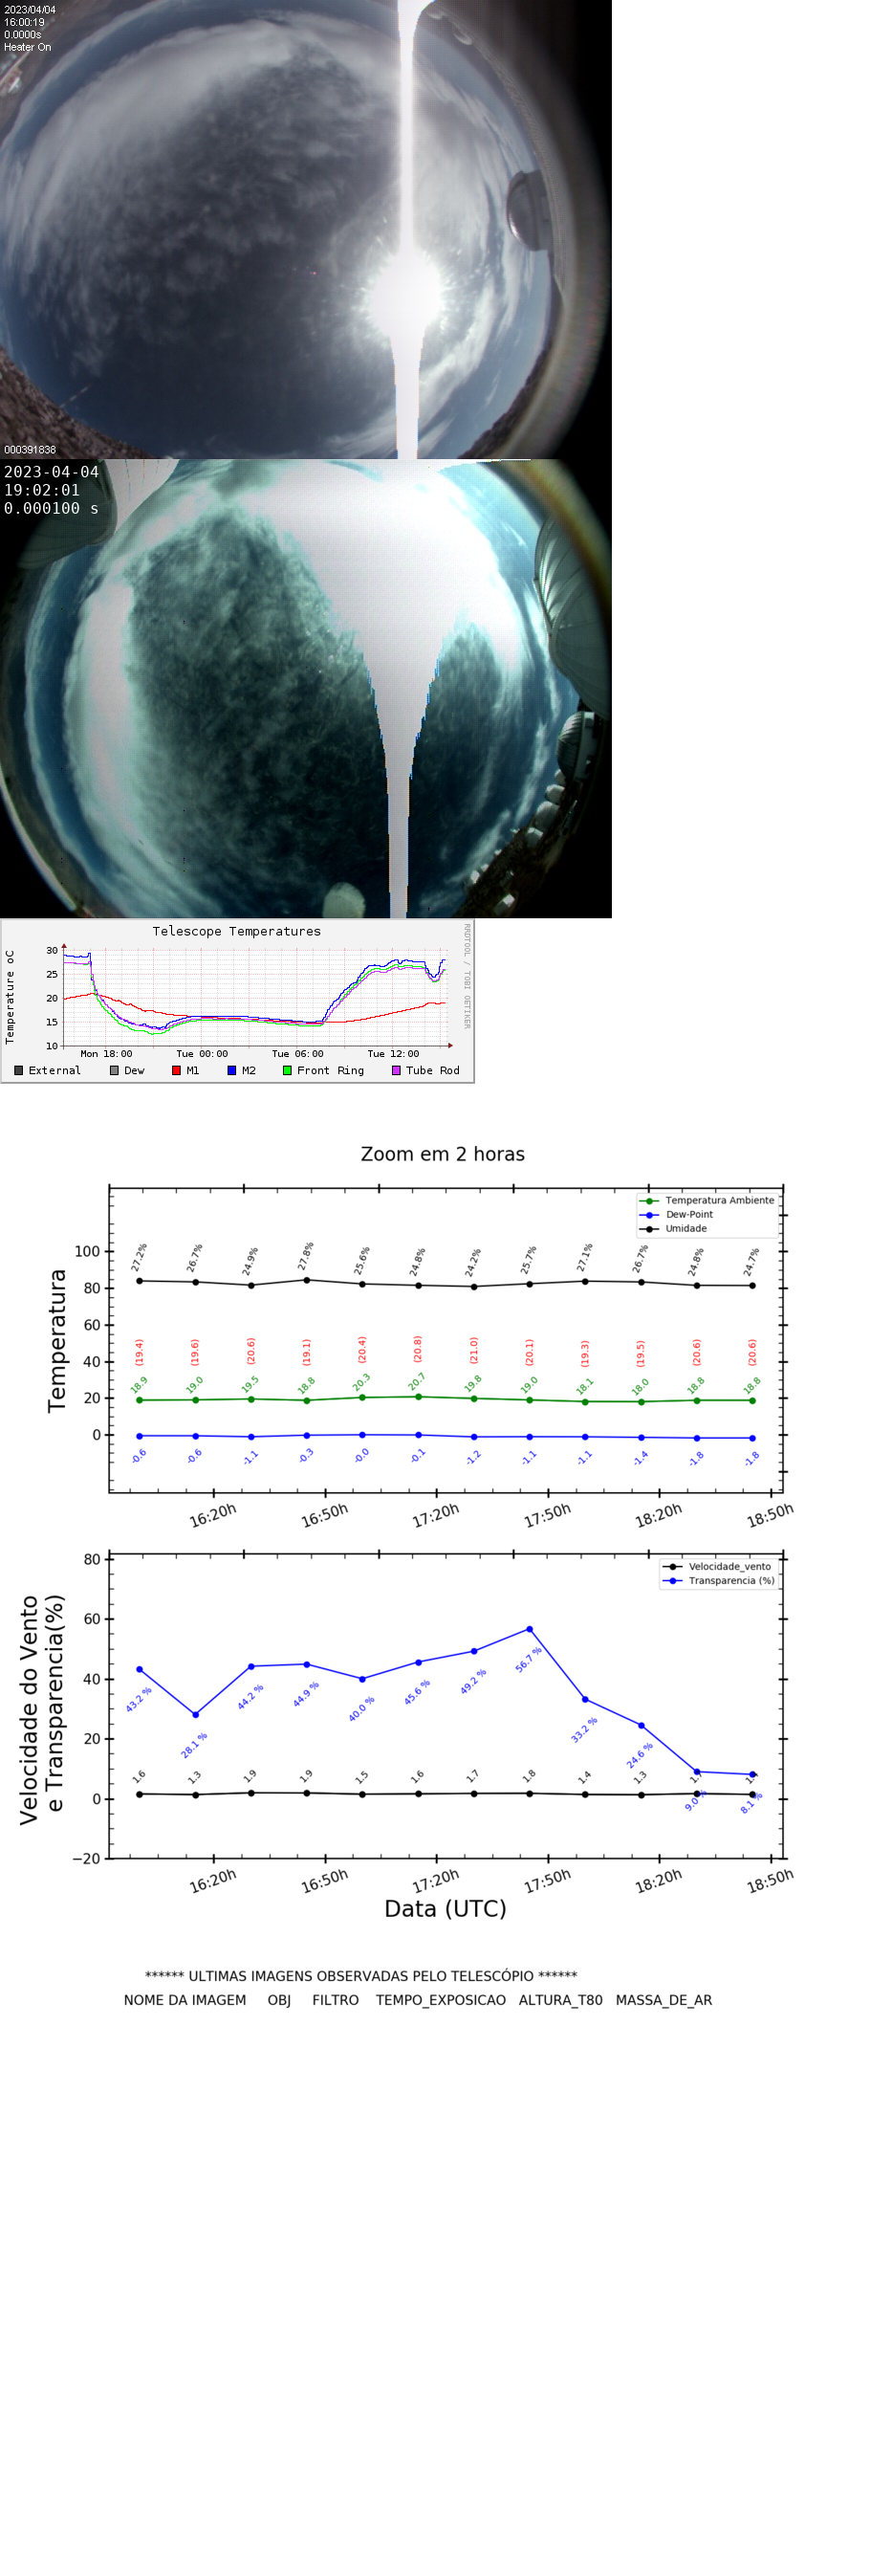 2023/04/04
16:00:19
0.0000s
Heater On
000391838
2023-04-04
19:02:01
0.000100 s
Telescope Temperatures
RRDTOOL / TOBI OETIKER
Temperature oC
30
25
20
15
10
Mon 18:00 Tue 00:00 Tue 06:00 Tue 12:00
External Dew M1 M2 Front Ring Tube Rod
Zoom em 2 horas
Temperatura Ambiente
Dew-Point
Umidade
Temperatura
100
80
60
40
20
0
27.2% 26.7% 24.9% 27.8% 25.6% 24.8% 24.2% 25.7% 27.1% 26.7% 24.8% 24.7%
(19.4) (19.6) (20.6) (19.1) (20.4) (20.8) (21.0) (20.1) (19.3) (19.5) (20.6) (20.6)
18.9 19.0 19.5 18.8 20.3 20.7 19.8 19.0 18.1 18.0 18.8 18.8
-0.6 -0.6 -1.1 -0.3 -0.0 -0.1 -1.2 -1.1 -1.1 -1.4 -1.8 -1.8
16:20h 16:50h 17:20h 17:50h 18:20h 18:50h
Velocidade_vento
Transparencia (%)
Velocidade do Vento
e Transparencia(%)
80
60
40
20
0
−20
43.2 % 28.1 % 44.2 % 44.9 % 40.0 % 45.6 % 49.2 % 56.7 % 33.2 % 24.6 % 9.0 % 8.1 %
1.6 1.3 1.9 1.9 1.5 1.6 1.7 1.8 1.4 1.3 1.7
16:20h 16:50h 17:20h 17:50h 18:20h 18:50h
Data (UTC)
****** ULTIMAS IMAGENS OBSERVADAS PELO TELESCÓPIO ******
NOME DA IMAGEM OBJ FILTRO TEMPO_EXPOSICAO ALTURA_T80 MASSA_DE_AR